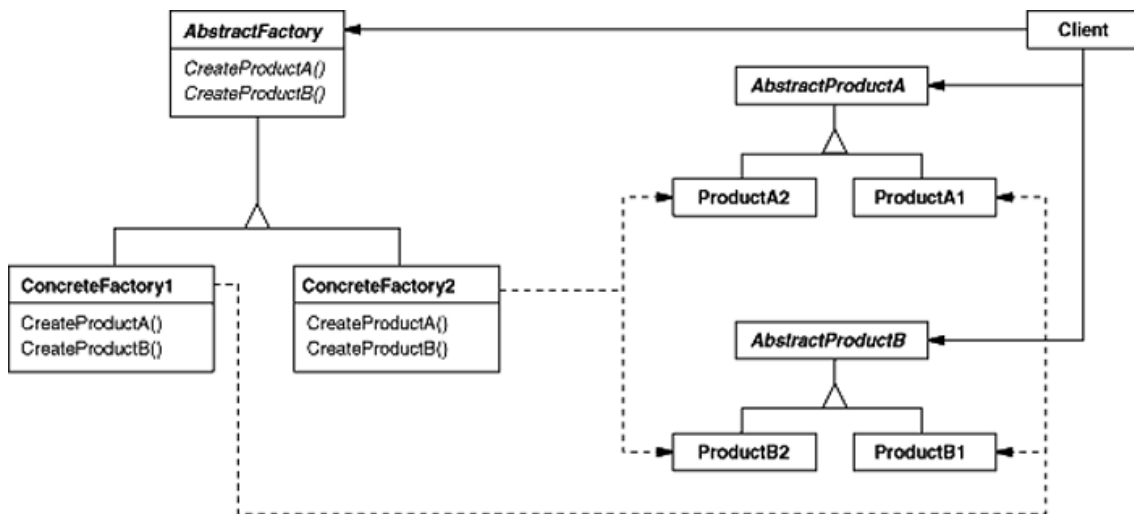 AbstractFactory
CreateProductA()
CreateProductB()
Client
AbstractProductA
ProductA2
ProductA1
ConcreteFactory1
CreateProductA()
CreateProductB()
ConcreteFactory2
CreateProductA()
CreateProductB()
AbstractProductB
ProductB2
ProductB1